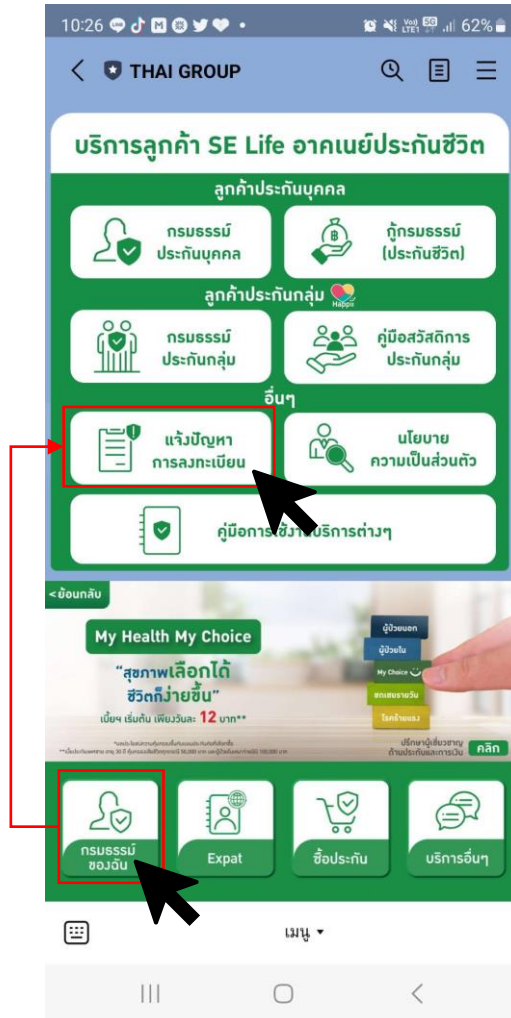 10:26
Vo) 5G
LTE1
62%
THAI GROUP
บริการลูกค้า SE Life อาคเนย์ประกันชีวิต
ลูกค้าประกันบุคคล
กรมธรรม์
ประกันบุคคล
กู้กรมธรรม์
(ประกันชีวิต)
ลูกค้าประกันกลุ่ม
Happi
กรมธรรม์
ประกันกลุ่ม
คู่มือสวัสดิการ
ประกันกลุ่ม
อื่นๆ
แจ้งปัญหา
การลงทะเบียน
นโยบาย
ความเป็นส่วนตัว
คู่มือการใช้งานบริการต่างๆ
<ย้อนกลับ
My Health My Choice
“สุขภาพเลือกได้
ชีวิตก็ง่ายขึ้น”
เบี้ยฯ เริ่มต้น เพียงวันละ 12 บาท**
ผู้ป่วยนอก
ผู้ป่วยใน
My Choice
ชดเชยรายวัน
โรคร้ายแรง
ปรึกษาผู้เชี่ยวชาญ
ด้านประกันและการเงิน
คลิก
กรมธรรม์
ของฉัน
Expat
ซื้อประกัน
บริการอื่นๆ
เมนู